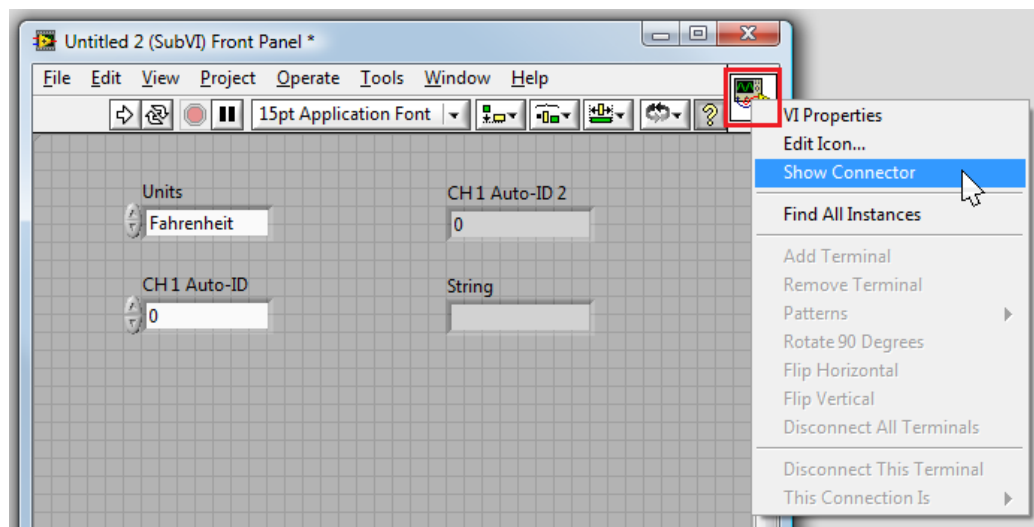 Untitled 2 (SubVI) Front Panel *
File Edit View Project Operate Tools Window Help
15pt Application Font
?
VI Properties
Edit Icon...
Show Connector
Find All Instances
Add Terminal
Remove Terminal
Patterns
Rotate 90 Degrees
Flip Horizontal
Flip Vertical
Disconnect All Terminals
Disconnect This Terminal
This Connection Is
Units
Fahrenheit
CH 1 Auto-ID 2
0
CH 1 Auto-ID
0
String